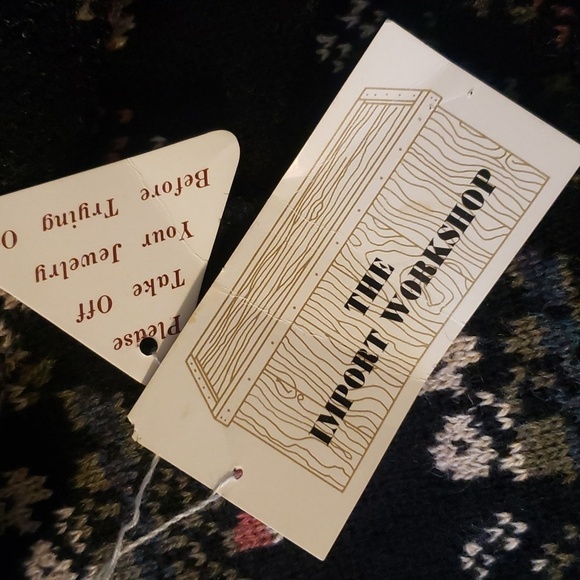 THE
IMPORT WORKSHOP
Please
Take Off
Your Jewelry
Before Trying O